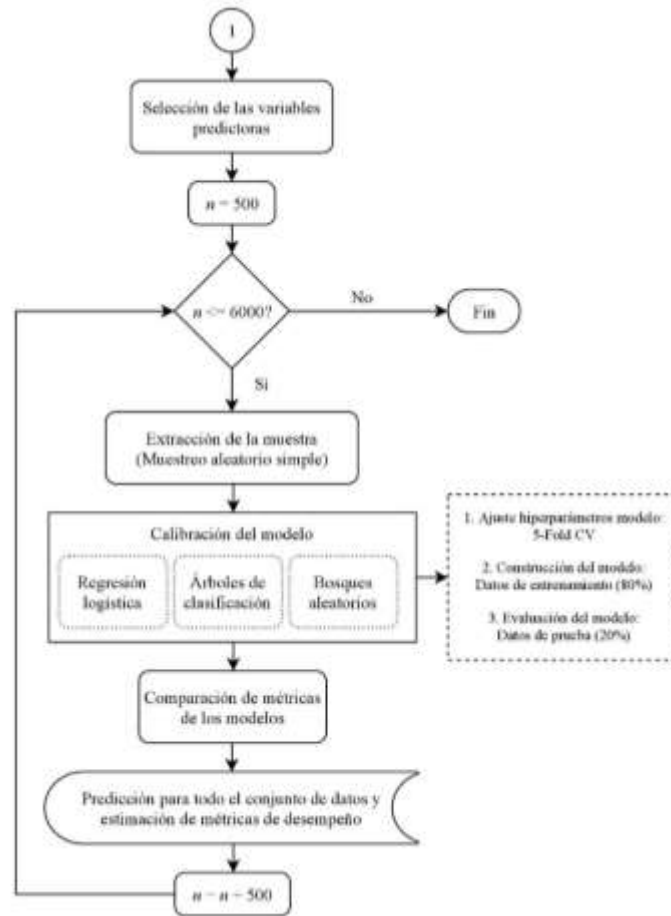 1
Selección de las variables
predictoras
n = 500
n <= 6000?
No
Fin
Si
Extracción de la muestra
(Muestreo aleatorio simple)
Calibración del modelo
Regresión
logística
Árboles de
clasificación
Bosques
aleatorios
1. Ajuste hiperparámetros modelo:
5-Fold CV
2. Construcción del modelo:
Datos de entrenamiento (80%)
3. Evaluación del modelo:
Datos de prueba (20%)
Comparación de métricas
de los modelos
Predicción para todo el conjunto de datos y
estimación de métricas de desempeño
n = n + 500